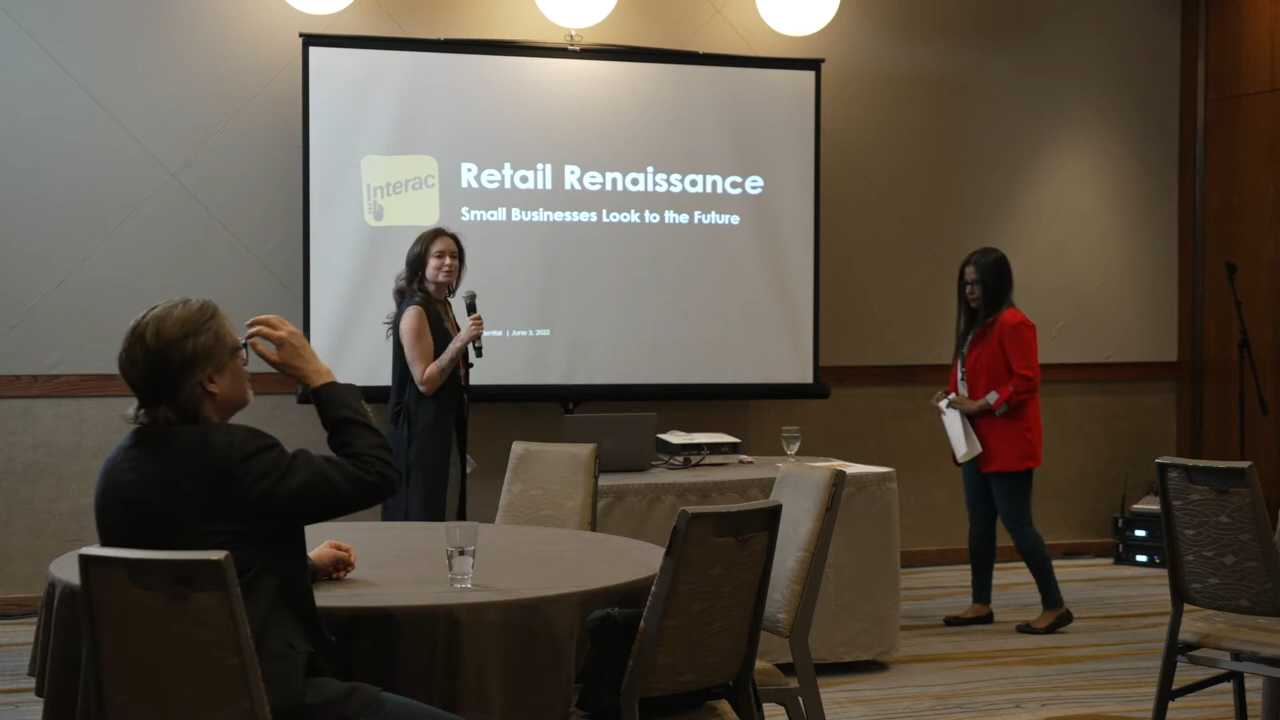 Interac
Retail Renaissance
Small Businesses Look to the Future
| June 3, 2022